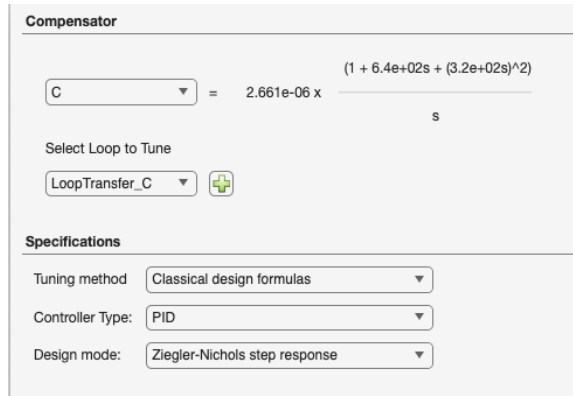 Compensator
(1 + 6.4e+02s + (3.2e+02s)^2)
C = 2.661e-06 x
s
Select Loop to Tune
LoopTransfer_C
Specifications
Tuning method Classical design formulas
Controller Type: PID
Design mode: Ziegler-Nichols step response